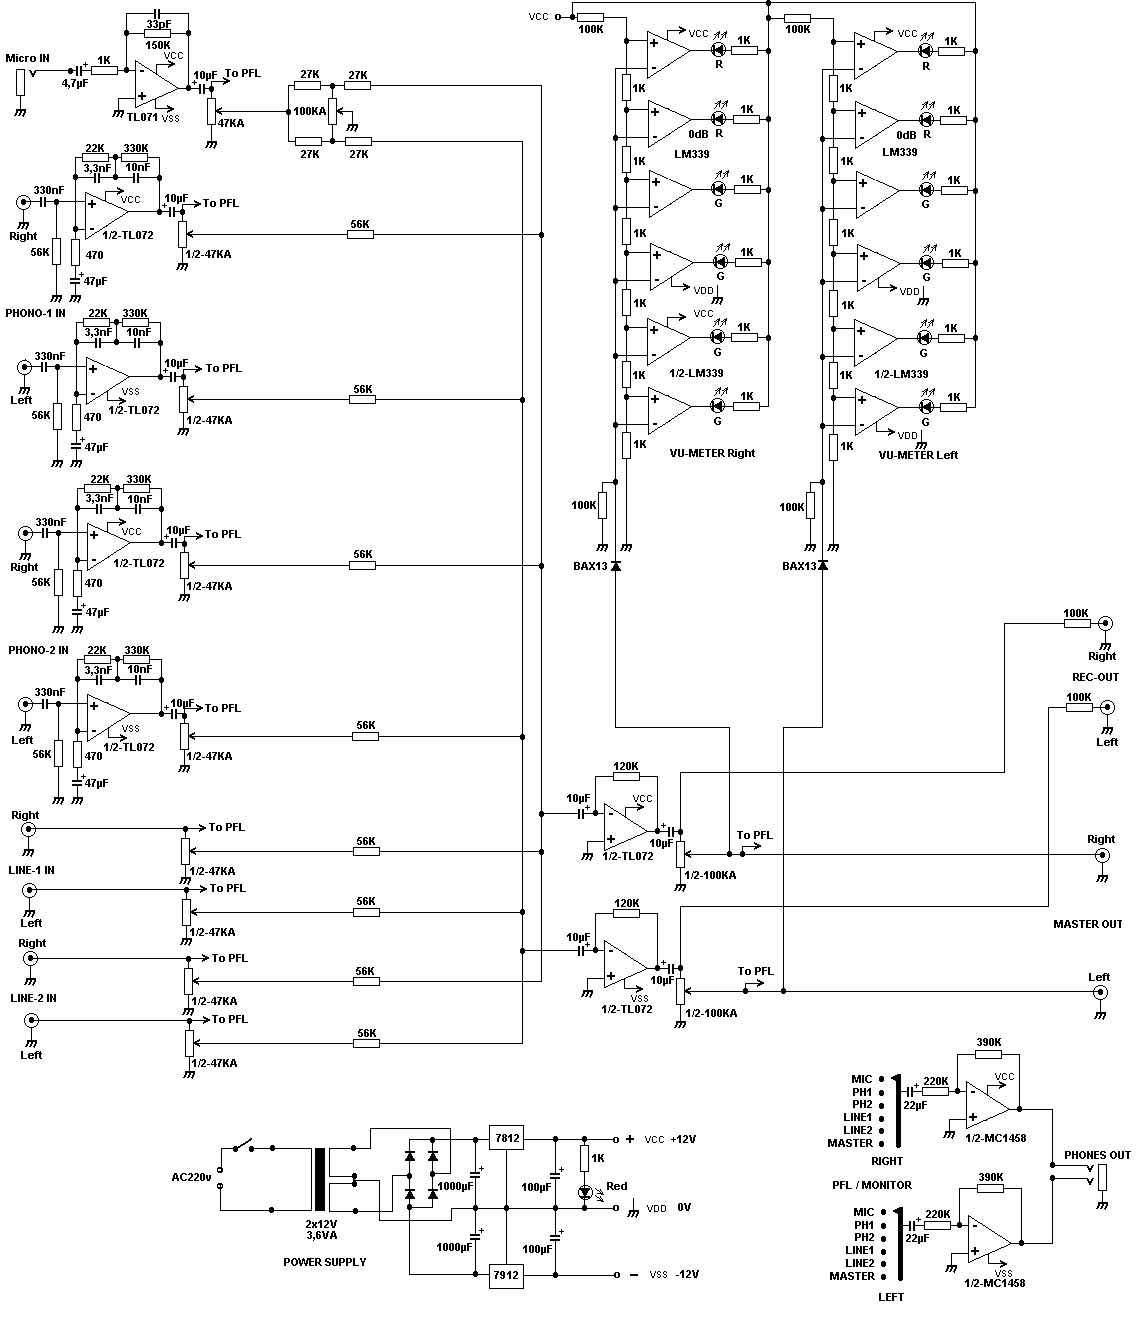 33pF
150K
Micro IN
1K
VCC
4,7µF
TL071
VSS
10µF
To PFL
47KA
27K
27K
100KA
27K
27K
22K
330K
3,3nF
10nF
330nF
VCC
10µF
To PFL
Right
56K
470
1/2-TL072
1/2-47KA
56K
47µF
PHONO-1 IN
22K
330K
3,3nF
10nF
330nF
10µF
To PFL
VSS
Left
56K
470
1/2-TL072
1/2-47KA
56K
47µF
22K
330K
3,3nF
10nF
330nF
VCC
10µF
To PFL
Right
56K
470
1/2-TL072
1/2-47KA
56K
47µF
PHONO-2 IN
22K
330K
3,3nF
10nF
330nF
10µF
To PFL
VSS
Left
56K
470
1/2-TL072
1/2-47KA
56K
47µF
Right
To PFL
56K
LINE-1 IN
1/2-47KA
To PFL
56K
Left
1/2-47KA
Right
To PFL
56K
LINE-2 IN
1/2-47KA
To PFL
56K
Left
1/2-47KA
VCC
100K
VCC
1K
R
1K
1K
0dB
R
LM339
1K
1K
G
1K
1K
G
VDD
1K
VCC
1K
G
1/2-LM339
1K
1K
G
1K
VU-METER Right
100K
BAX13
100K
VCC
1K
R
1K
1K
0dB
R
LM339
1K
1K
G
1K
1K
G
VDD
1K
1K
G
1/2-LM339
1K
1K
G
VDD
1K
VU-METER Left
100K
BAX13
100K
Right
REC-OUT
100K
Left
120K
10µF
VCC
10µF
1/2-TL072
To PFL
1/2-100KA
Right
120K
MASTER OUT
10µF
10µF
VSS
1/2-TL072
To PFL
1/2-100KA
Left
AC220v
2x12V
3,6VA
POWER SUPPLY
1000µF
1000µF
7812
7912
100µF
100µF
1K
Red
+ VCC +12V
VDD 0V
− VSS -12V
MIC
PH1
PH2
LINE1
LINE2
MASTER
RIGHT
22µF
220K
390K
VCC
1/2-MC1458
PHONES OUT
PFL / MONITOR
MIC
PH1
PH2
LINE1
LINE2
MASTER
LEFT
22µF
220K
390K
VSS
1/2-MC1458